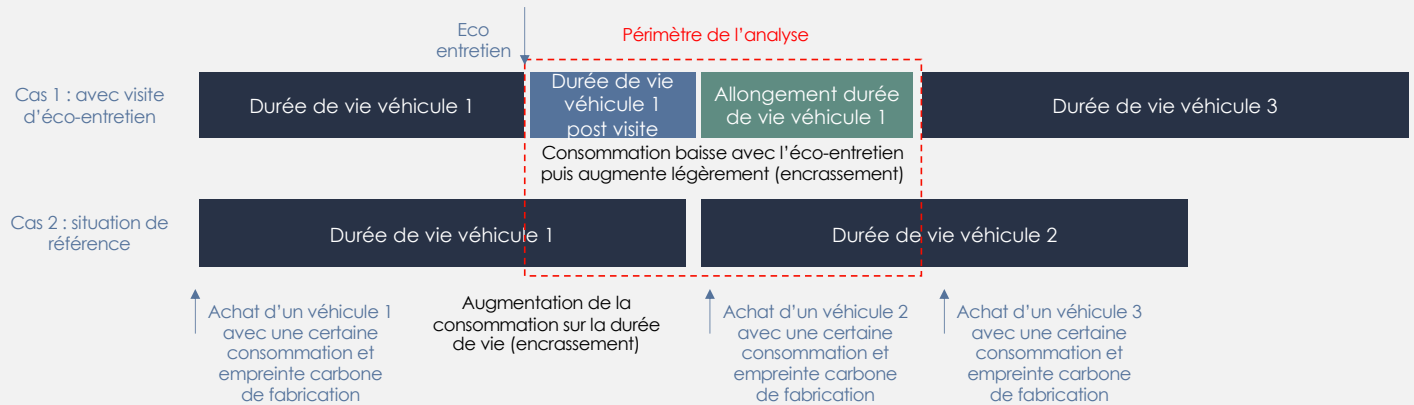 Eco
entretien
Périmètre de l’analyse
Cas 1 : avec visite
d’éco-entretien
Durée de vie véhicule 1
Durée de vie
véhicule 1
post visite
Allongement durée
de vie véhicule 1
Durée de vie véhicule 3
Consommation baisse avec l’éco-entretien
puis augmente légèrement (encrassement)
Cas 2 : situation de
référence
Durée de vie véhicule 1
Durée de vie véhicule 2
Achat d’un véhicule 1
avec une certaine
consommation et
empreinte carbone
de fabrication
Augmentation de la
consommation sur la durée
de vie (encrassement)
Achat d’un véhicule 2
avec une certaine
consommation et
empreinte carbone
de fabrication
Achat d’un véhicule 3
avec une certaine
consommation et
empreinte carbone
de fabrication